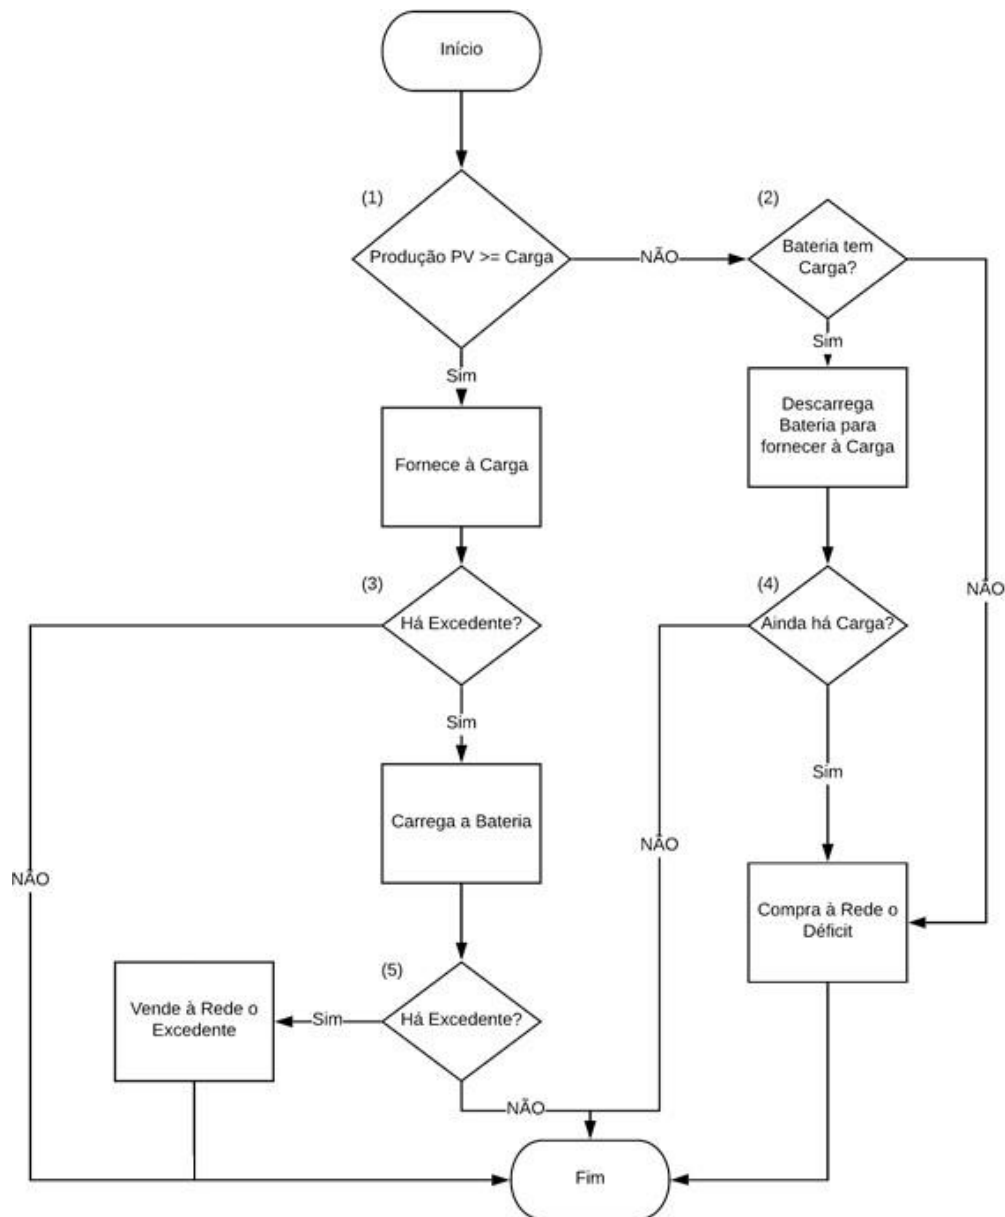 Início
(1)
Produção PV >= Carga
NÃO
(2)
Bateria tem
Carga?
Sim
Sim
Descarrega
Bateria para
fornecer à Carga
Fornece à Carga
(3)
Há Excedente?
(4)
Ainda há Carga?
NÃO
Sim
Sim
Carrega a Bateria
NÃO
NÃO
Compra à Rede o
Déficit
(5)
Há Excedente?
Sim
Vende à Rede o
Excedente
NÃO
Fim